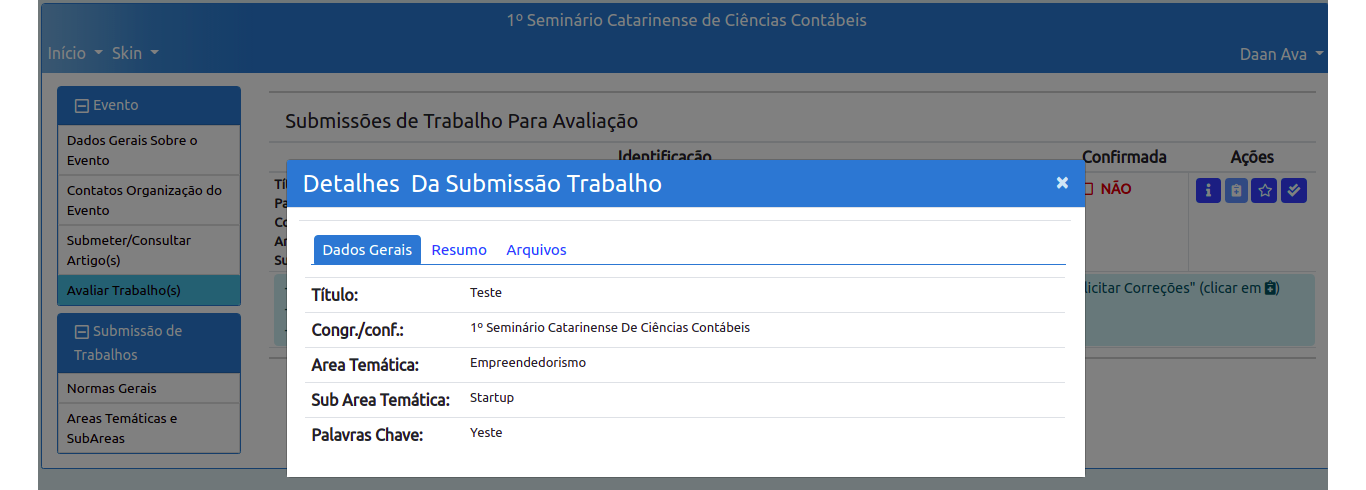 1º Seminário Catarinense de Ciências Contábeis
Início Skin Daan Ava
Evento
Dados Gerais Sobre o
Evento
Contatos Organização do
Evento
Submeter/Consultar
Artigo(s)
Avaliar Trabalho(s)
Submissão de
Trabalhos
Normas Gerais
Areas Temáticas e
SubAreas
Submissões de Trabalho Para Avaliação
Identificação Confirmada Ações
NÃO
Correções" (clicar em )
Detalhes Da Submissão Trabalho ×
Dados Gerais Resumo Arquivos
Título: Teste
Congr./conf.: 1º Seminário Catarinense De Ciências Contábeis
Area Temática: Empreendedorismo
Sub Area Temática: Startup
Palavras Chave: Yeste